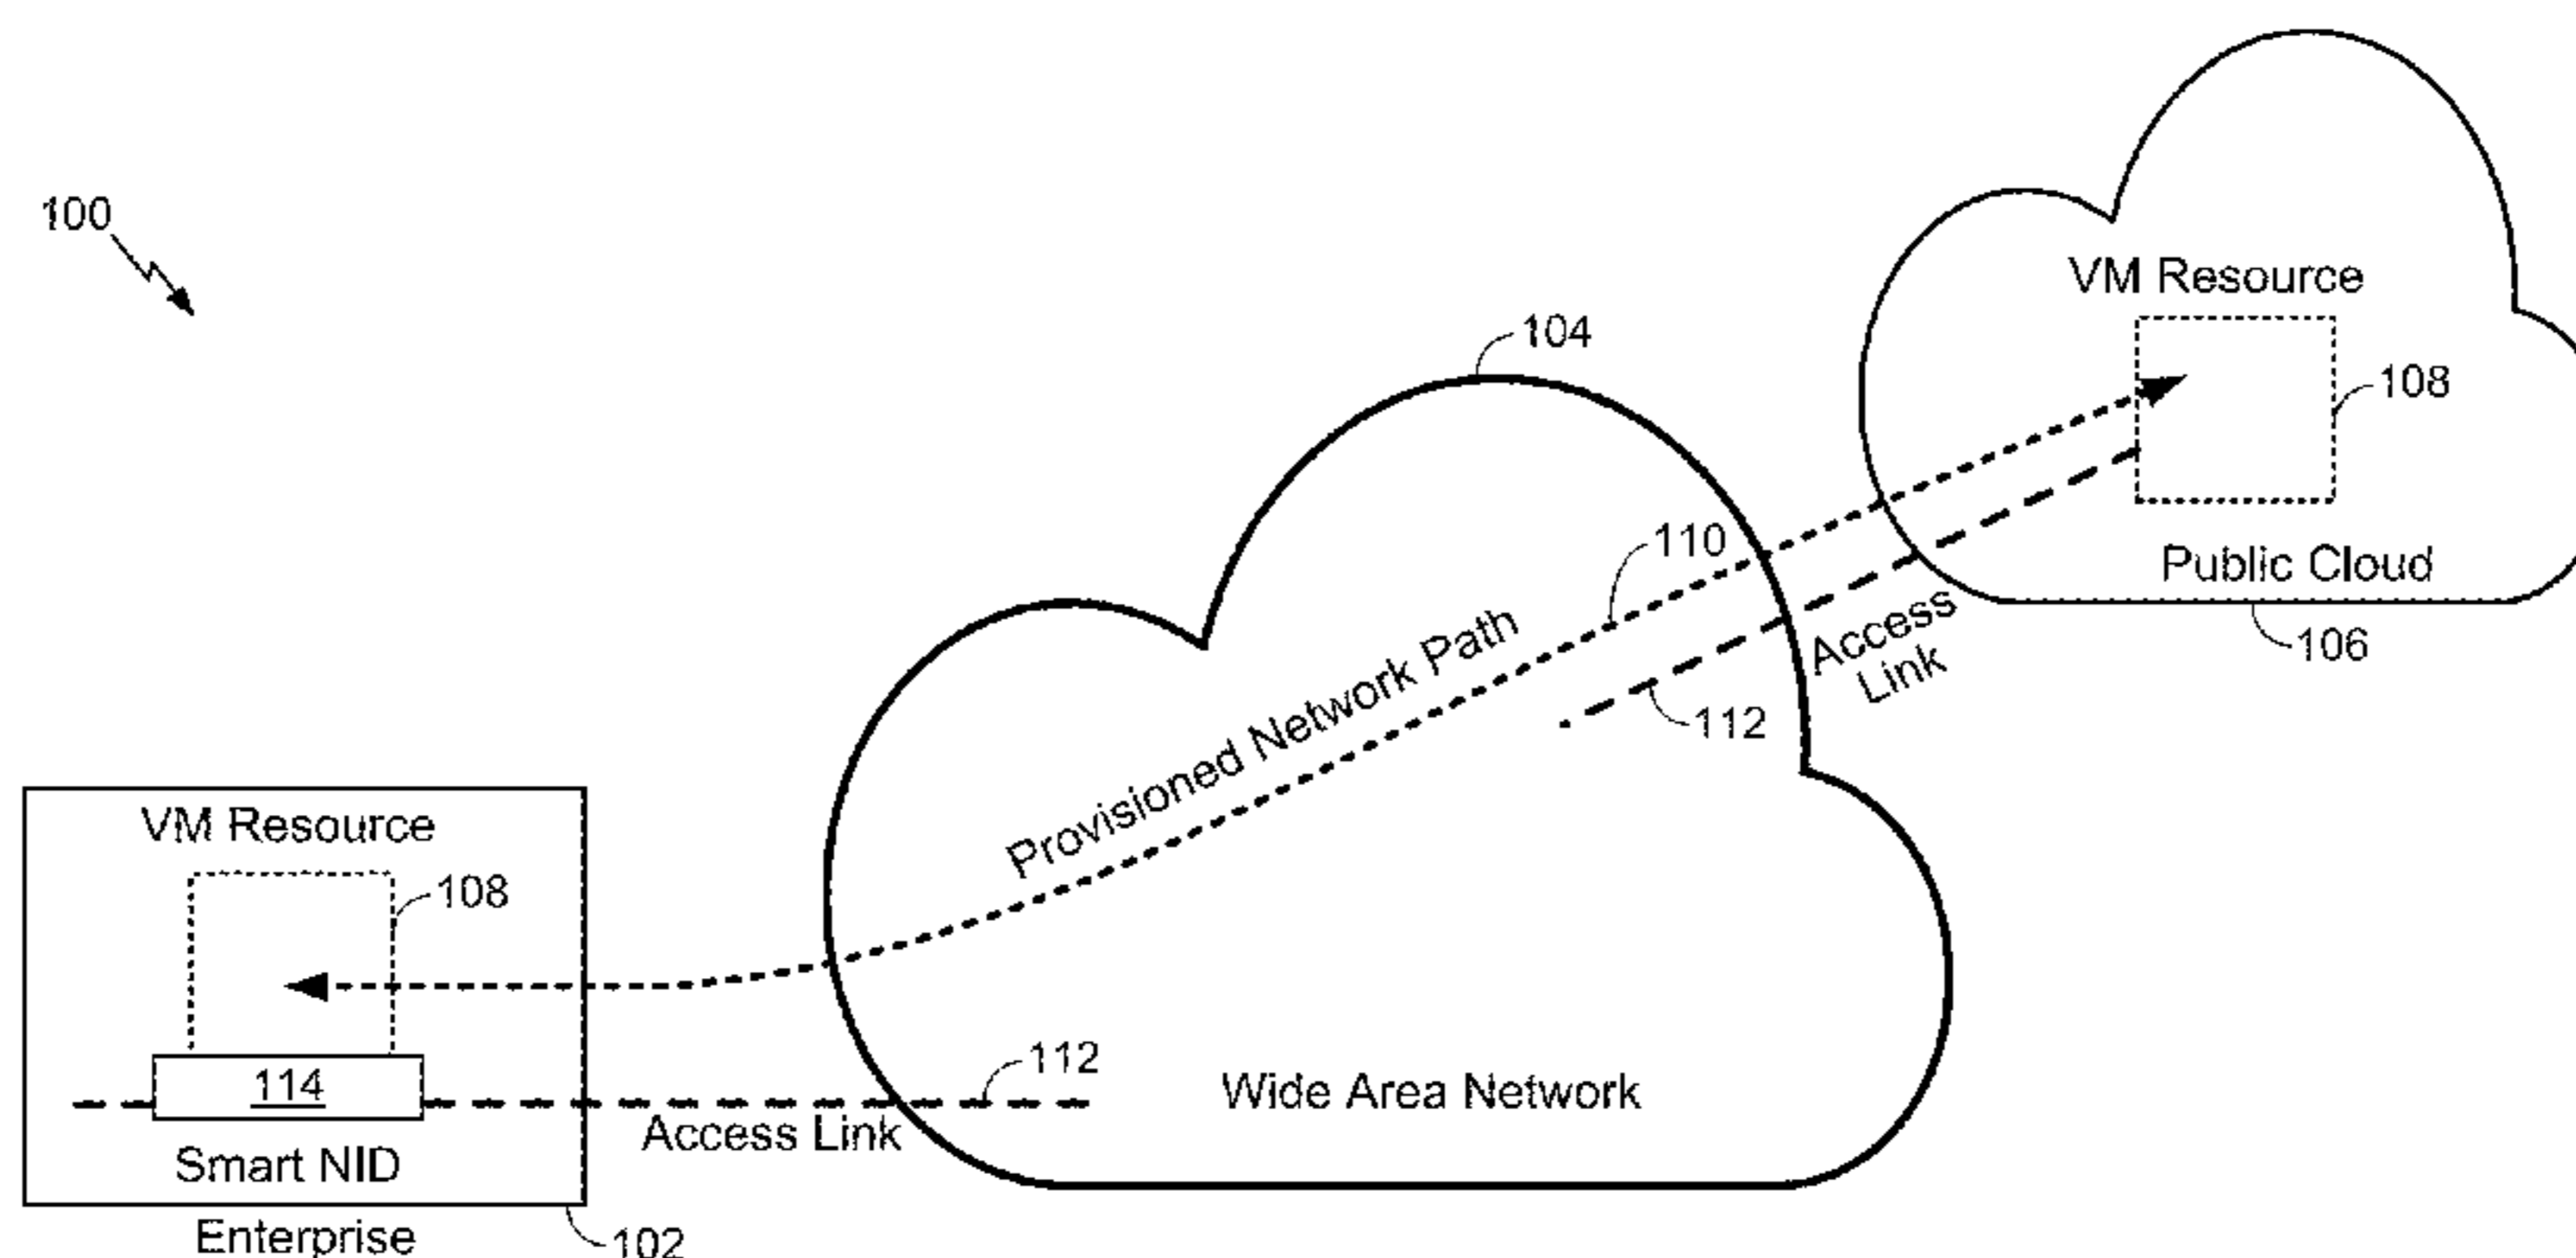 100
VM Resource
104
108
110
Public Cloud
Access
Link
106
Provisioned Network Path
112
VM Resource
108
114
112
Wide Area Network
Access Link
Smart NID
Enterprise
102